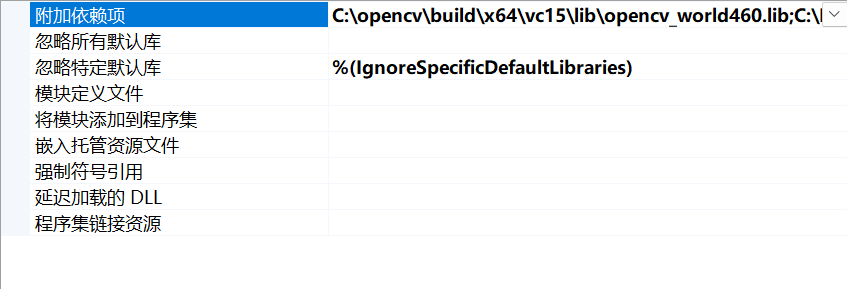 附加依赖项 C:\opencv\build\x64\vc15\lib\opencv_world460.lib;C:\
忽略所有默认库
忽略特定默认库 %(IgnoreSpecificDefaultLibraries)
模块定义文件
将模块添加到程序集
嵌入托管资源文件
强制符号引用
延迟加载的 DLL
程序集链接资源